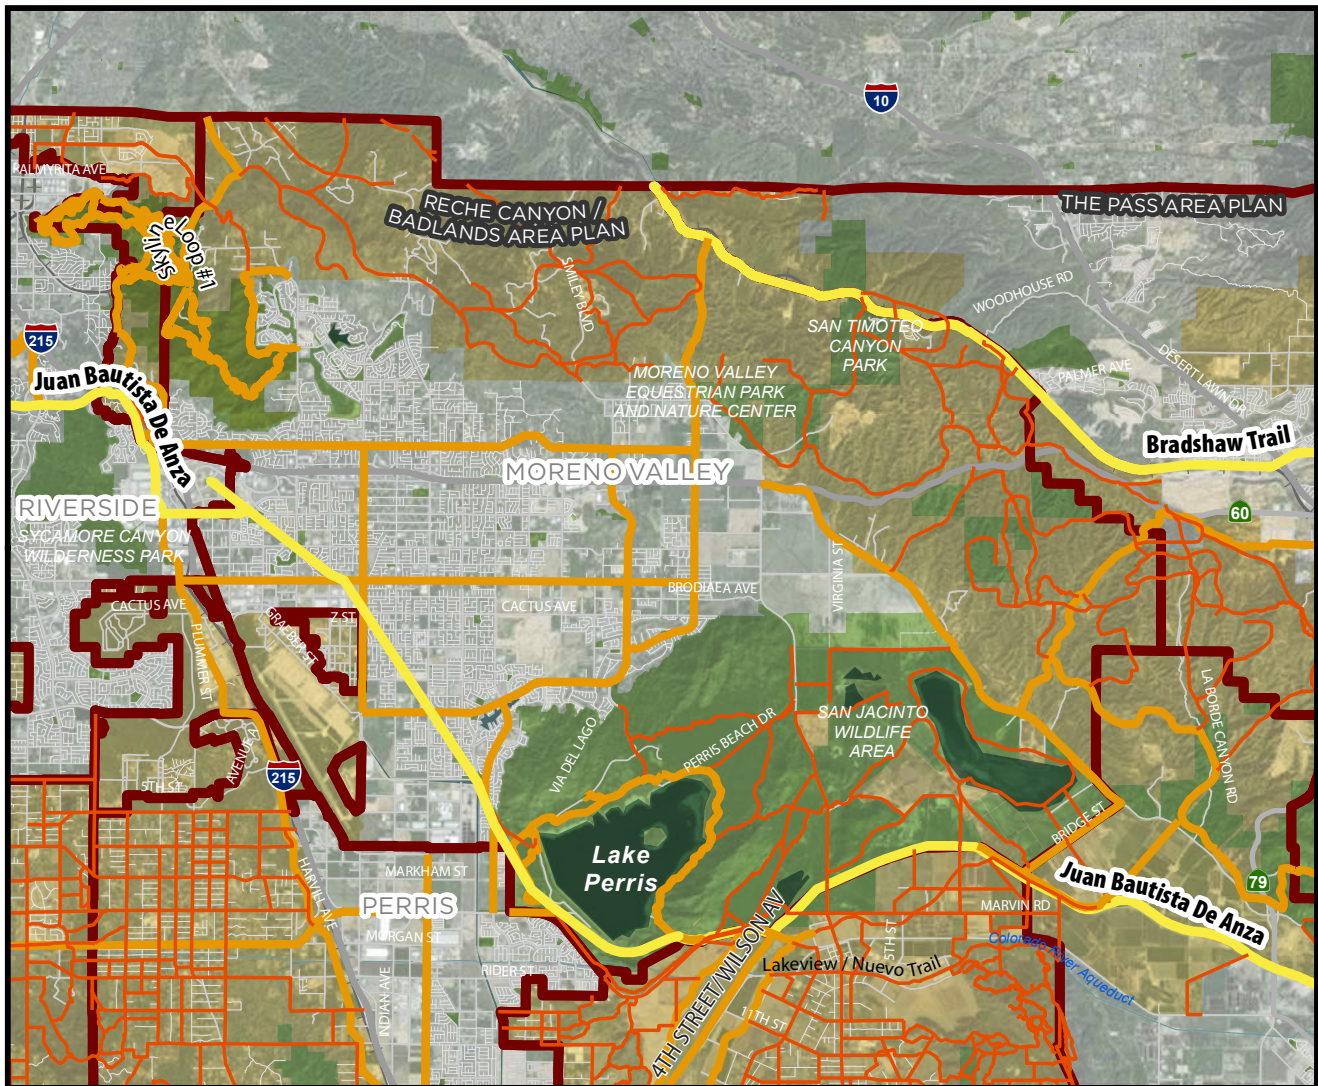 10
PALMYRITA AVE
RECHE CANYON /
BADLANDS AREA PLAN
THE PASS AREA PLAN
Skyline
Loop #1
SMILEY BLVD
WOODHOUSE RD
215
SAN TIMOTEO
CANYON
PARK
DESERT LAWN DR
PALMER AVE
Juan Bautista De Anza
MORENO VALLEY
EQUESTRIAN PARK
AND NATURE CENTER
Bradshaw Trail
MORENO VALLEY
RIVERSIDE
60
SYCAMORE CANYON
WILDERNESS PARK
VIRGINIA ST
BRODIAEA AVE
CACTUS AVE
CACTUS AVE
Z ST
GRAEBER ST
PLUMMER ST
LA BORDE CANYON RD
SAN JACINTO
WILDLIFE
AREA
PERRIS BEACH DR
VIA DEL LAGO
AVENUE A
215
5TH ST
BRIDGE ST
Lake
Perris
MARKHAM ST
HARVILL AVE
Juan Bautista De Anza
79
PERRIS
MARVIN RD
MORGAN ST
5TH ST
Colorado River Aqueduct
Lakeview / Nuevo Trail
RIDER ST
INDIAN AVE
4TH STREET/WILSON AV
11TH ST